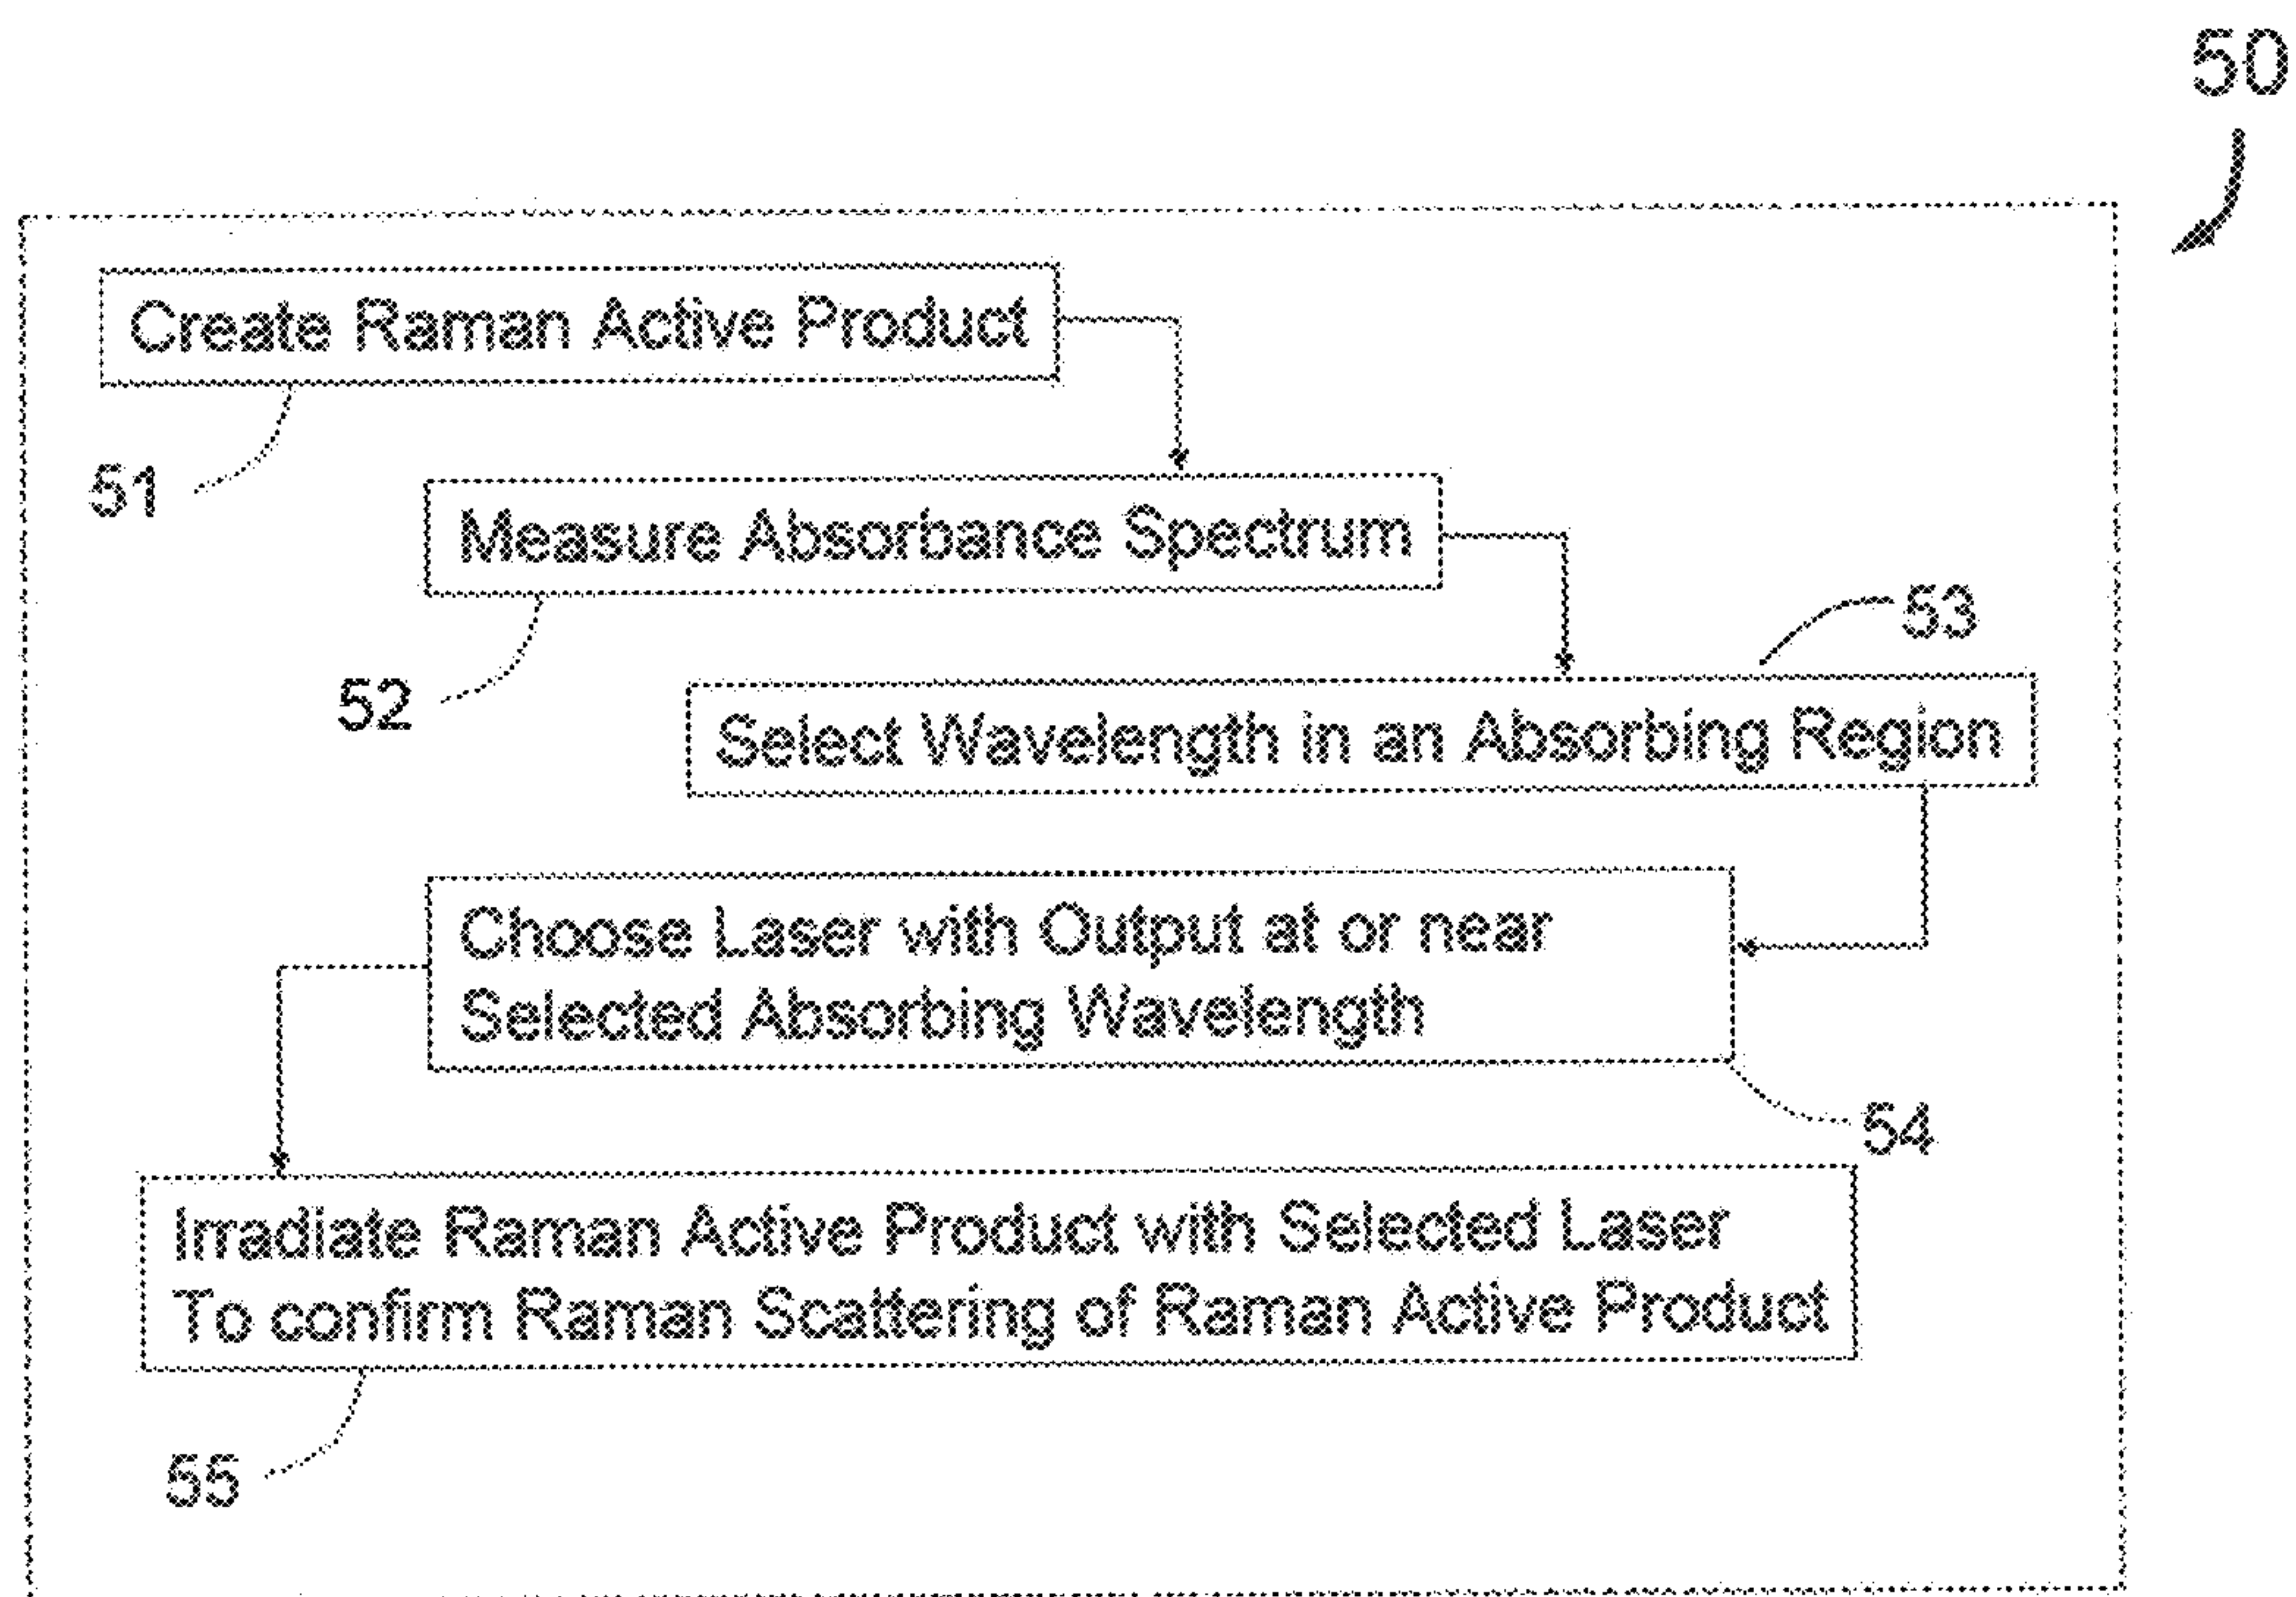 50
Create Raman Active Product
51
Measure Absorbance Spectrum
52
53
Select Wavelength in an Absorbing Region
Choose Laser with Output at or near
Selected Absorbing Wavelength
54
Irradiate Raman Active Product with Selected Laser
To confirm Raman Scattering of Raman Active Product
55